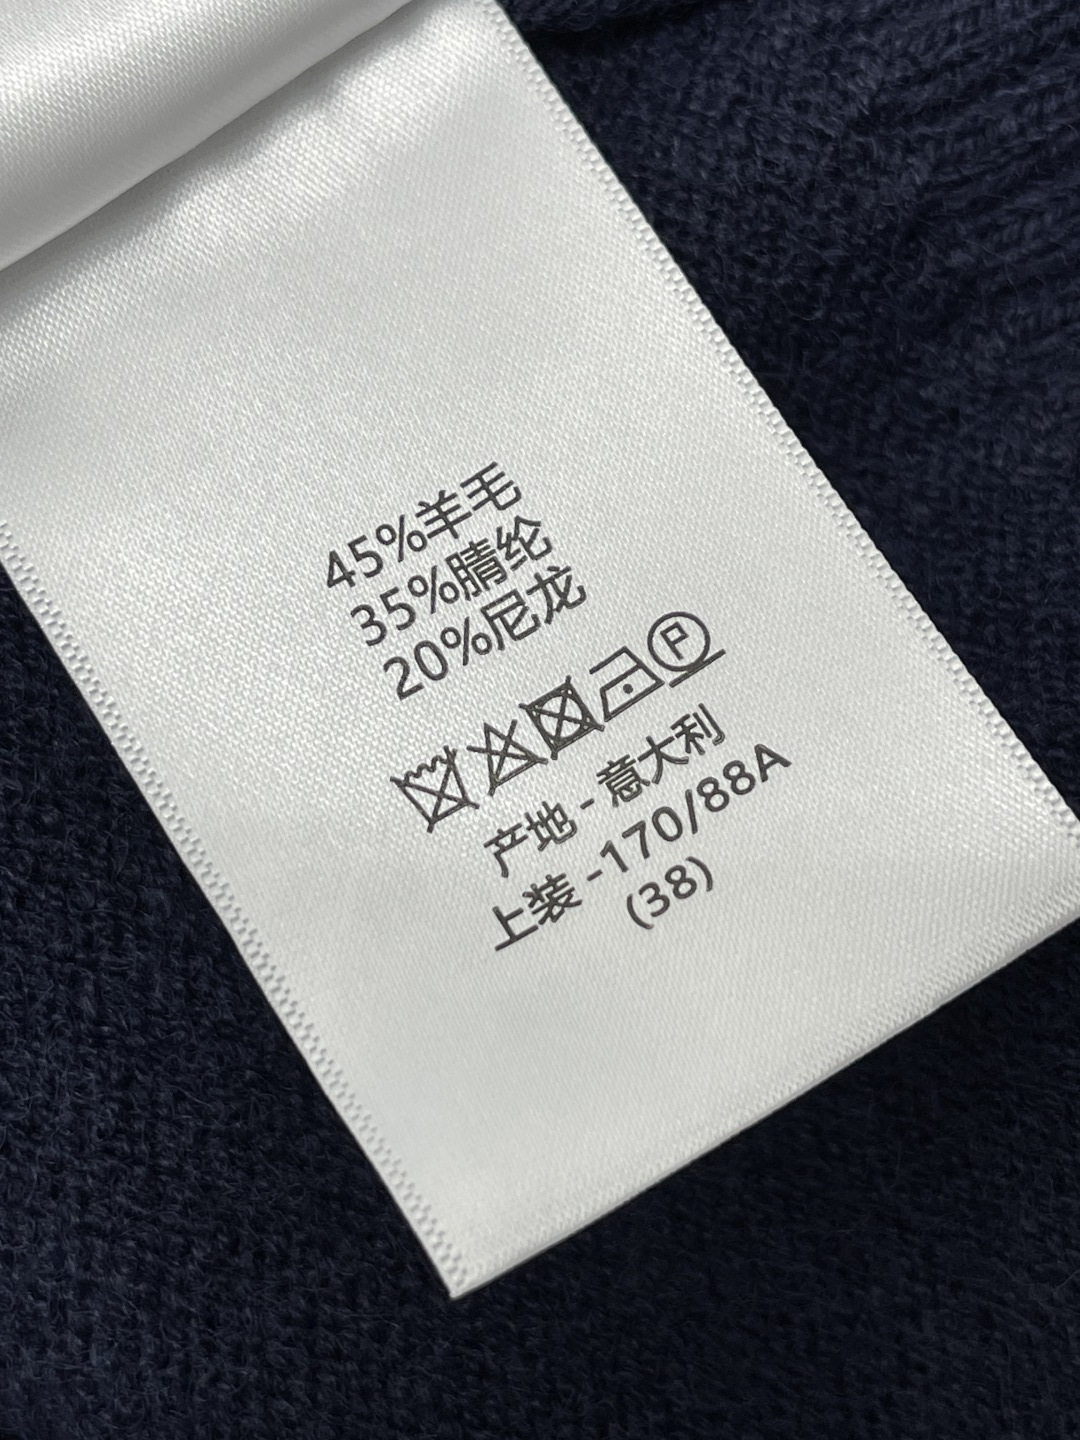 45%羊毛
35%腈纶
20%尼龙
P
产地 - 意大利
上装 -170/88A
(38)